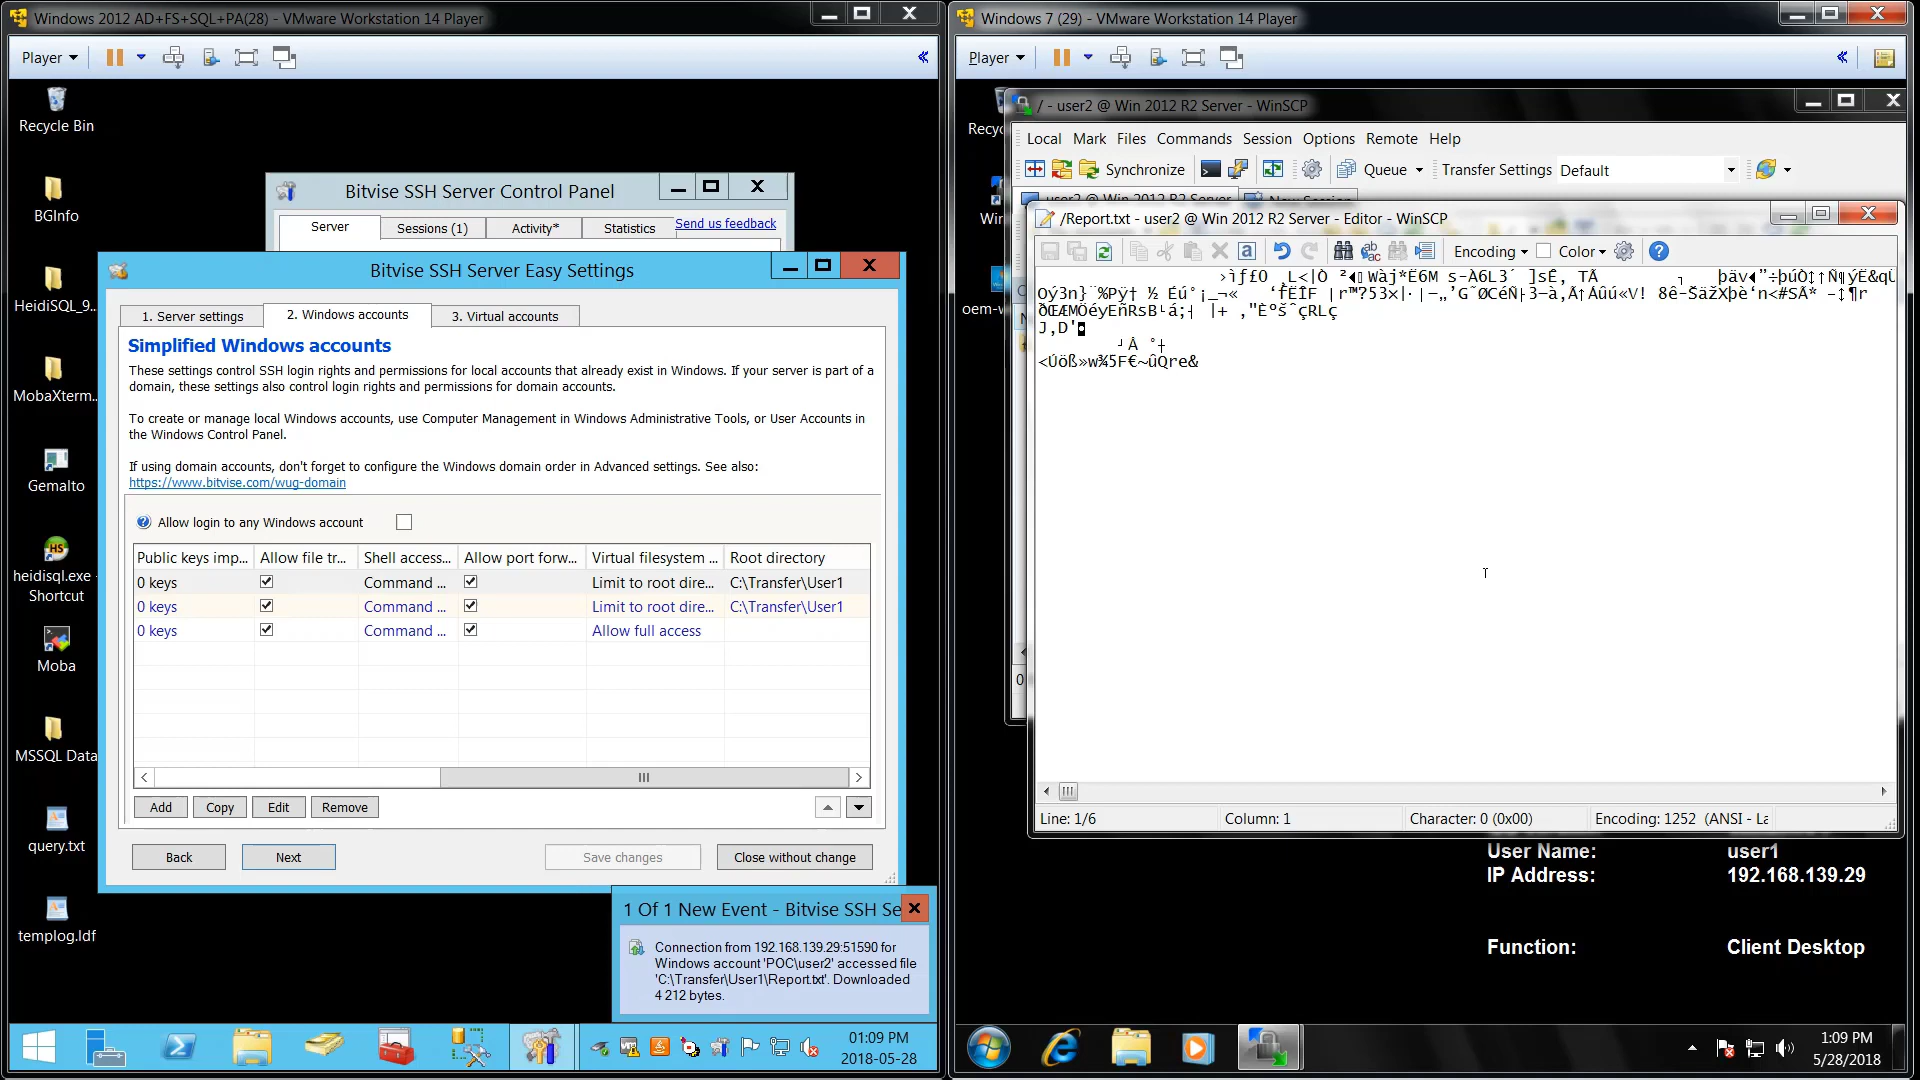 Windows 2012 AD+FS+SQL+PA(28) - VMware Workstation 14 Player
Player
Recycle Bin
BGInfo
HeidiSQL_9...
MobaXterm...
Gemalto
heidisql.exe -
Shortcut
Moba
MSSQL Data
query.txt
templog.ldf
Bitvise SSH Server Control Panel
Server
Sessions (1)
Activity*
Statistics
Send us feedback
Bitvise SSH Server Easy Settings
1. Server settings
2. Windows accounts
3. Virtual accounts
Simplified Windows accounts
These settings control SSH login rights and permissions for local accounts that already exist in Windows. If your server is part of a
domain, these settings also control login rights and permissions for domain accounts.
To create or manage local Windows accounts, use Computer Management in Windows Administrative Tools, or User Accounts in
the Windows Control Panel.
If using domain accounts, don't forget to configure the Windows domain order in Advanced settings. See also:
https://www.bitvise.com/wug-domain
Allow login to any Windows account
Public keys imp... Allow file tr... Shell access... Allow port forw... Virtual filesystem ... Root directory
0 keys Command ... Limit to root dire... C:\Transfer\User1
0 keys Command ... Limit to root dire... C:\Transfer\User1
0 keys Command ... Allow full access
Add Copy Edit Remove
Back Next Save changes Close without change
1 Of 1 New Event - Bitvise SSH Se
Connection from 192.168.139.29:51590 for
Windows account 'POC\user2' accessed file
'C:\Transfer\User1\Report.txt'. Downloaded
4 212 bytes.
01:09 PM
2018-05-28
Windows 7 (29) - VMware Workstation 14 Player
Player
/ - user2 @ Win 2012 R2 Server - WinSCP
Local Mark Files Commands Session Options Remote Help
Synchronize Queue Transfer Settings Default
/Report.txt - user2 @ Win 2012 R2 Server - Editor - WinSCP
Encoding Color
<Úöß»w¾5F€~ûQre&
Line: 1/6 Column: 1 Character: 0 (0x00) Encoding: 1252 (ANSI - La
User Name: user1
IP Address: 192.168.139.29
Function: Client Desktop
1:09 PM
5/28/2018